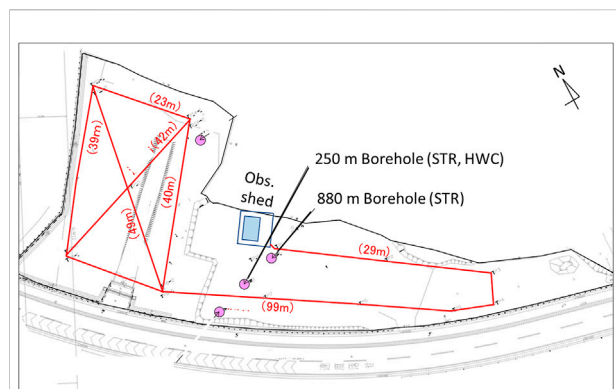 N
(23m)
(42m)
(39m)
(40m)
(49m)
250 m Borehole (STR, HWC)
Obs.
shed
880 m Borehole (STR)
(29m)
(99m)